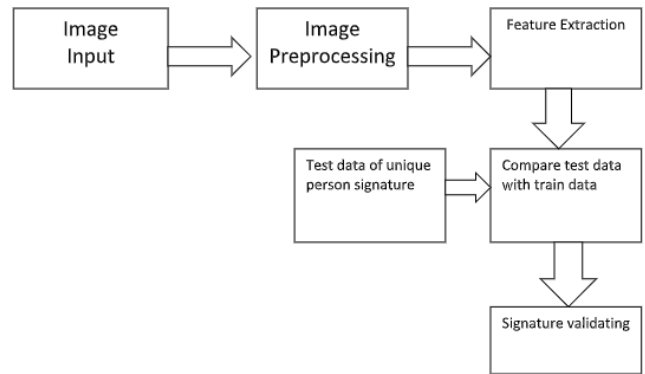 Image
Input
Image
Preprocessing
Feature Extraction
Test data of unique
person signature
Compare test data
with train data
Signature validating